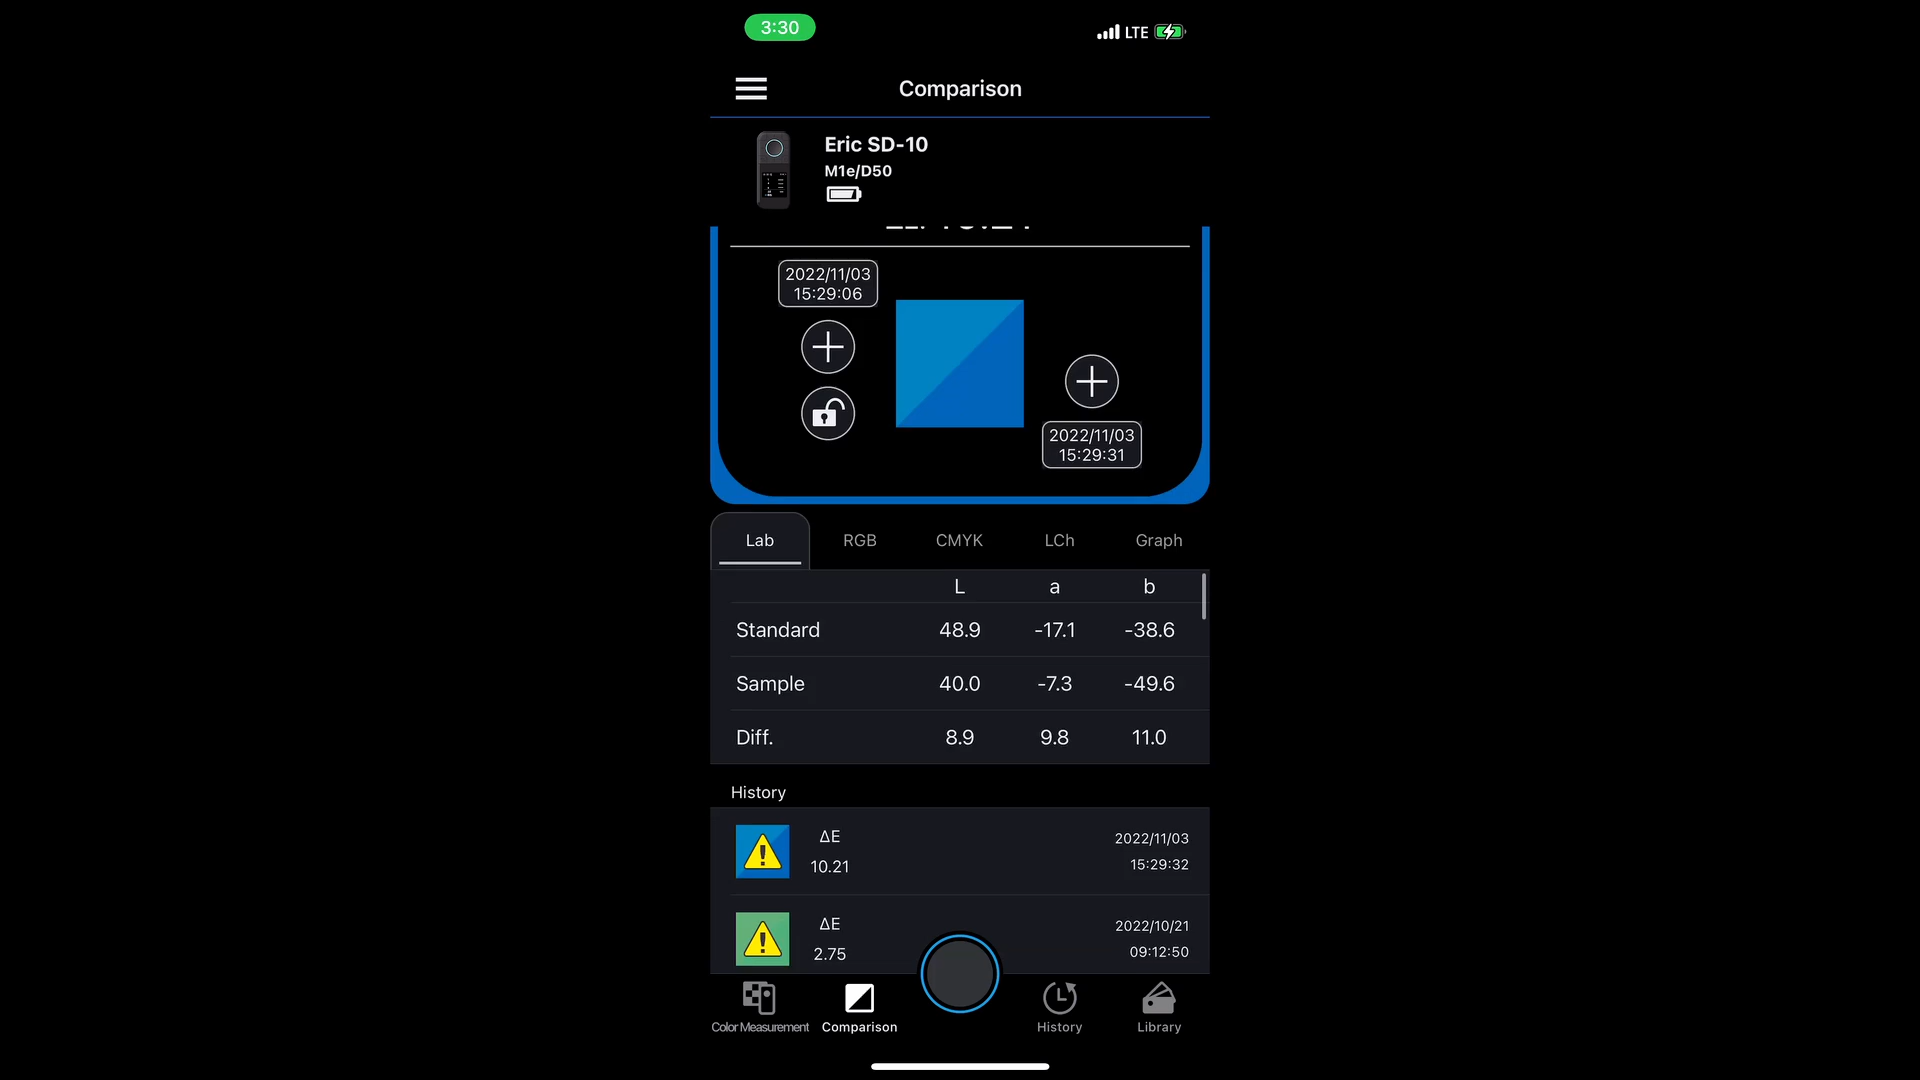 3:30
LTE
Comparison
Eric SD-10
M1e/D50
2022/11/03
15:29:06
2022/11/03
15:29:31
Lab RGB CMYK LCh Graph
L a b
Standard 48.9 -17.1 -38.6
Sample 40.0 -7.3 -49.6
Diff. 8.9 9.8 11.0
History
ΔE 2022/11/03
10.21 15:29:32
ΔE 2022/10/21
2.75 09:12:50
Color Measurement Comparison History Library